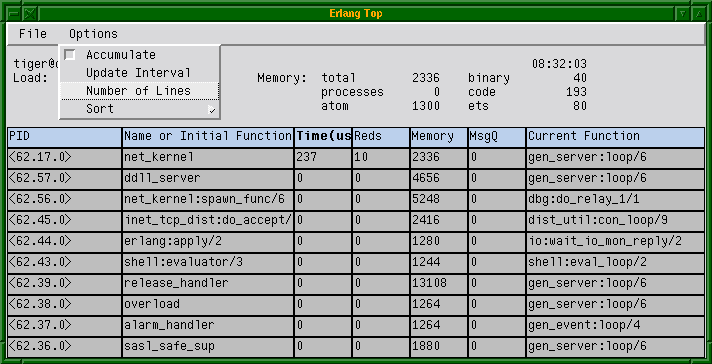 Erlang Top
File Options
Accumulate
Update Interval
Number of Lines
Sort
tiger@ 08:32:03
Load: Memory: total 2336 binary 40
processes 0 code 193
atom 1300 ets 80
PID Name or Initial Function Time(us Reds Memory MsgQ Current Function
<62.17.0> net_kernel 237 10 2336 0 gen_server:loop/6
<62.57.0> ddll_server 0 0 4656 0 gen_server:loop/6
<62.56.0> net_kernel:spawn_func/6 0 0 5248 0 dbg:do_relay_1/1
<62.45.0> inet_tcp_dist:do_accept/ 0 0 2416 0 dist_util:con_loop/9
<62.44.0> erlang:apply/2 0 0 1280 0 io:wait_io_mon_reply/2
<62.43.0> shell:evaluator/3 0 0 1244 0 shell:eval_loop/2
<62.39.0> release_handler 0 0 13108 0 gen_server:loop/6
<62.38.0> overload 0 0 1264 0 gen_server:loop/6
<62.37.0> alarm_handler 0 0 1264 0 gen_event:loop/4
<62.36.0> sasl_safe_sup 0 0 1880 0 gen_server:loop/6